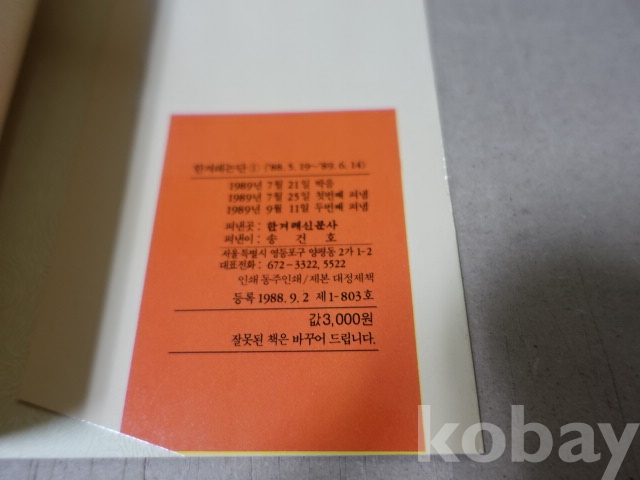 한겨레논단 ① ('88. 5. 19~'89. 6. 14)
1989년 7월 21일 박음
1989년 7월 25일 첫번째 펴냄
1989년 9월 11일 두번째 펴냄
펴낸곳 : 한겨레신문사
펴낸이 : 송 건 호
서울특별시 영등포구 양평동 2가 1-2
대표전화 : 672-3322, 5522
인쇄 동주인쇄/제본 대정제책
등록 1988. 9. 2 제1-803호
값3,000원
잘못된 책은 바꾸어 드립니다.
kobay